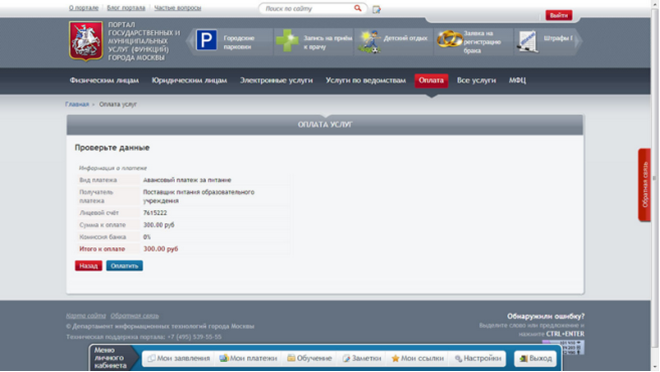 О портале Блог портала Частые вопросы
Поиск по сайту
Выйти
ПОРТАЛ
ГОСУДАРСТВЕННЫХ И
МУНИЦИПАЛЬНЫХ
УСЛУГ (ФУНКЦИЙ)
ГОРОДА МОСКВЫ
P
Городские
парковки
Запись на приём
к врачу
Детский отдых
Заявка на
регистрацию
брака
Штрафы
Физическим лицам Юридическим лицам Электронные услуги Услуги по ведомствам Оплата Все услуги МФЦ
Главная › Оплата услуг
ОПЛАТА УСЛУГ
Проверьте данные
Информация о платеже
Вид платежа Авансовый платеж за питание
Получатель платежа Поставщик питания образовательного учреждения
Лицевой счёт 7615222
Сумма к оплате 300.00 руб
Комиссия банка 0%
Итого к оплате 300.00 руб
Назад Оплатить
Обратная связь
Карта сайта Обратная связь
© Департамент информационных технологий города Москвы
Техническая поддержка портала: +7 (495) 539-55-55
Обнаружили ошибку?
Выделите слово или предложение и
нажмите CTRL+ENTER
Меню
личного
кабинета
Мои заявления Мои платежи Обучение Заметки Мои ссылки Настройки Выход